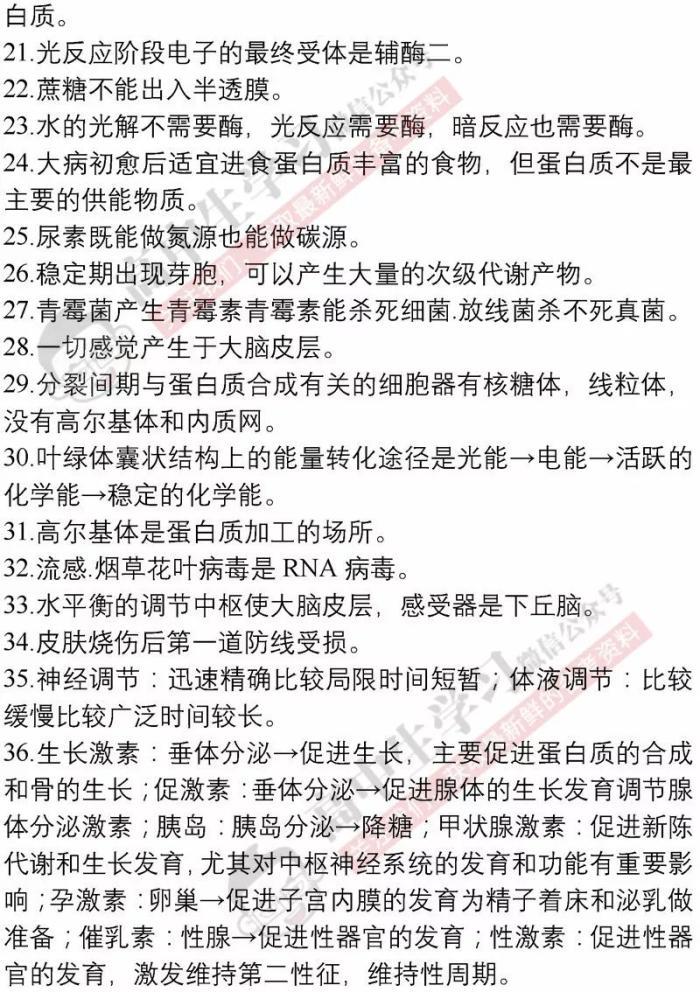 白质。
21.光反应阶段电子的最终受体是辅酶二。
22.蔗糖不能出入半透膜。
23.水的光解不需要酶，光反应需要酶，暗反应也需要酶。
24.大病初愈后适宜进食蛋白质丰富的食物，但蛋白质不是最
主要的供能物质。
25.尿素既能做氮源也能做碳源。
26.稳定期出现芽胞，可以产生大量的次级代谢产物。
27.青霉菌产生青霉素青霉素能杀死细菌.放线菌杀不死真菌。
28.一切感觉产生于大脑皮层。
29.分裂间期与蛋白质合成有关的细胞器有核糖体，线粒体，
没有高尔基体和内质网。
30.叶绿体囊状结构上的能量转化途径是光能→电能→活跃的
化学能→稳定的化学能。
31.高尔基体是蛋白质加工的场所。
32.流感.烟草花叶病毒是 RNA 病毒。
33.水平衡的调节中枢使大脑皮层，感受器是下丘脑。
34.皮肤烧伤后第一道防线受损。
35.神经调节：迅速精确比较局限时间短暂；体液调节：比较
缓慢比较广泛时间较长。
36.生长激素：垂体分泌→促进生长，主要促进蛋白质的合成
和骨的生长；促激素：垂体分泌→促进腺体的生长发育调节腺
体分泌激素；胰岛：胰岛分泌→降糖；甲状腺激素：促进新陈
代谢和生长发育,尤其对中枢神经系统的发育和功能有重要影
响；孕激素：卵巢→促进子宫内膜的发育为精子着床和泌乳做
准备；催乳素：性腺→促进性器官的发育；性激素：促进性器
官的发育，激发维持第二性征，维持性周期。